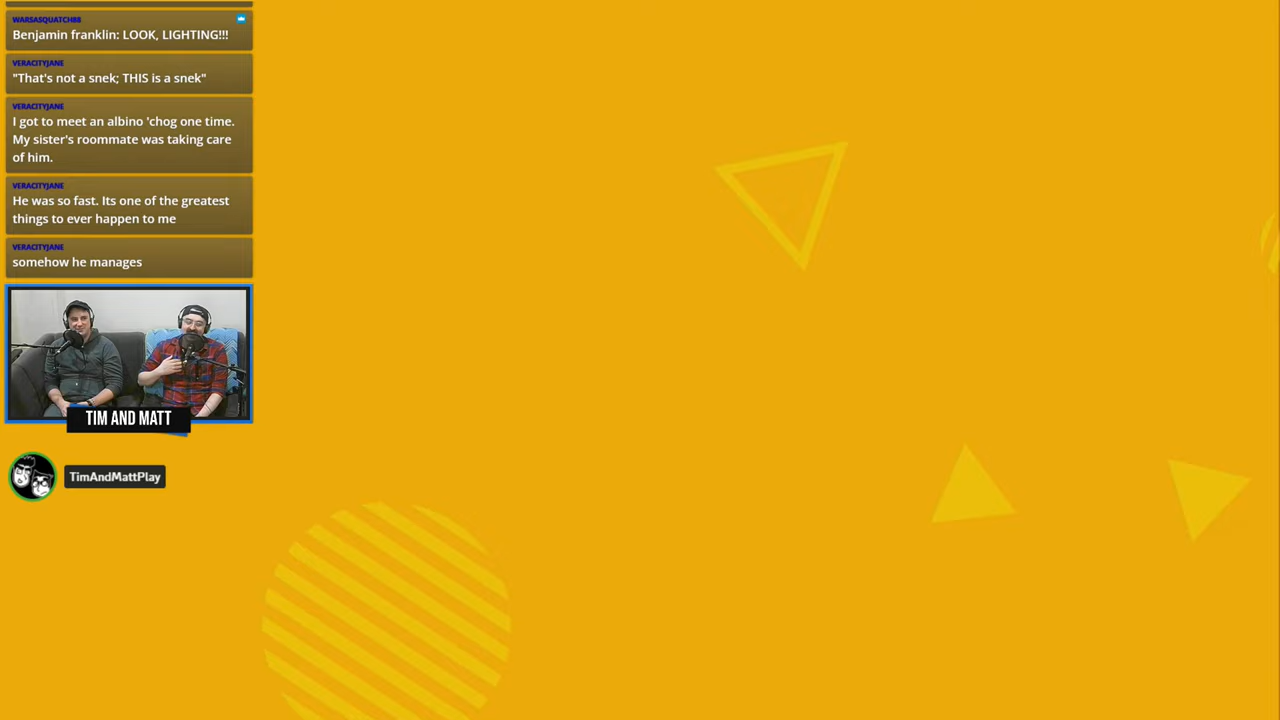 WARSASQUATCH88
Benjamin franklin: LOOK, LIGHTING!!!
VERACITYJANE
"That's not a snek; THIS is a snek"
VERACITYJANE
I got to meet an albino 'chog one time.
My sister's roommate was taking care
of him.
VERACITYJANE
He was so fast. Its one of the greatest
things to ever happen to me
VERACITYJANE
somehow he manages
TIM AND MATT
TimAndMattPlay